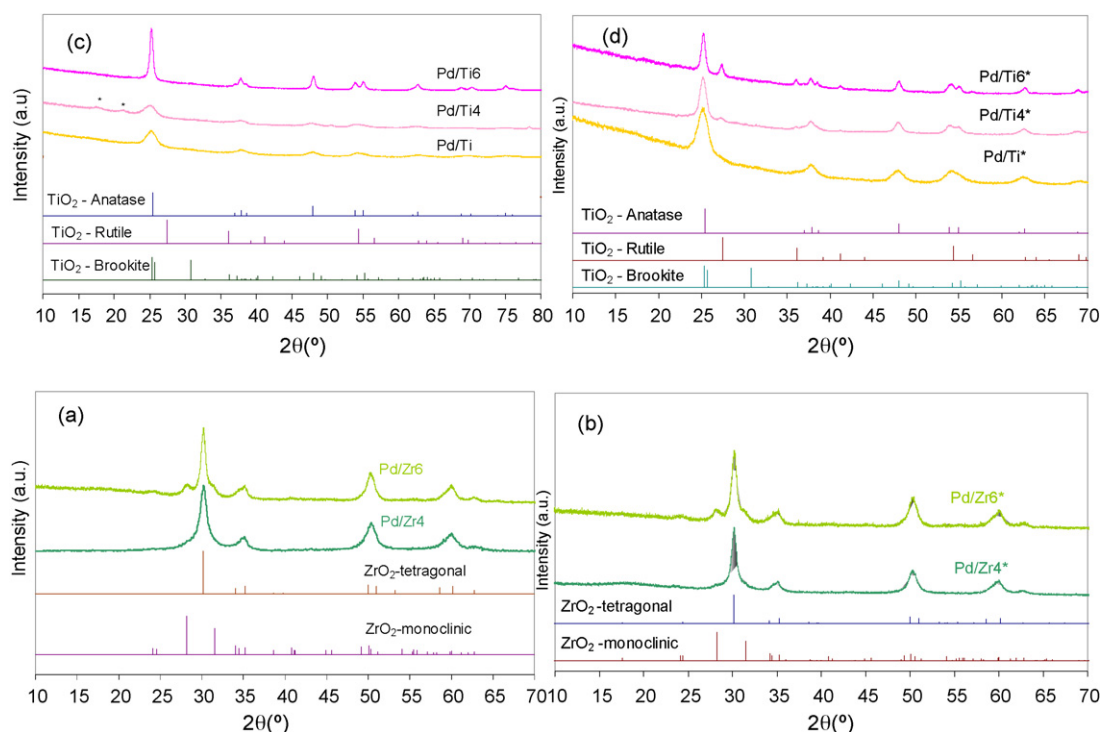 (c)
Intensity (a.u)
Pd/Ti6
*
*
Pd/Ti4
Pd/Ti
TiO2 - Anatase
TiO2 - Rutile
TiO2 - Brookite
10 15 20 25 30 35 40 45 50 55 60 65 70 75 80
2θ(º)
(d)
Intensity (a.u.)
Pd/Ti6*
Pd/Ti4*
Pd/Ti*
TiO2 - Anatase
TiO2 - Rutile
TiO2 - Brookite
10 15 20 25 30 35 40 45 50 55 60 65 70
2θ(º)
(a)
Intensity (a.u.)
Pd/Zr6
Pd/Zr4
ZrO2-tetragonal
ZrO2-monoclinic
10 15 20 25 30 35 40 45 50 55 60 65 70
2θ(º)
(b)
Intensity (a.u.)
Pd/Zr6*
Pd/Zr4*
ZrO2-tetragonal
ZrO2-monoclinic
10 15 20 25 30 35 40 45 50 55 60 65 70
2θ(º)